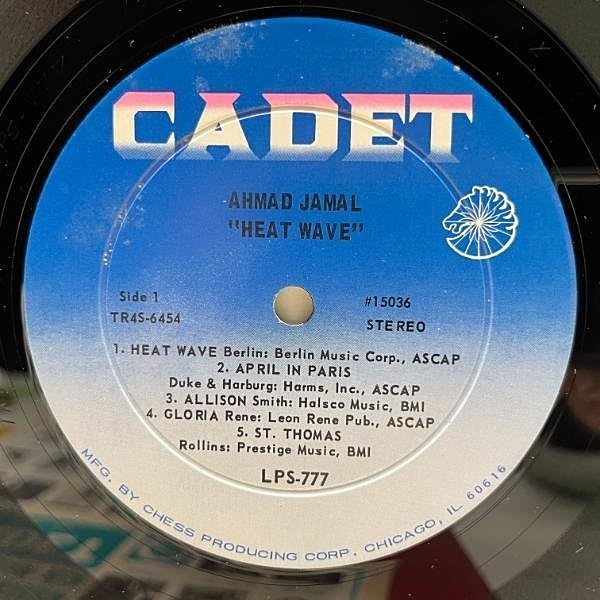 CADET
AHMAD JAMAL
"HEAT WAVE"
Side 1
TR4S-6454
#15036
STEREO
1. HEAT WAVE Berlin: Berlin Music Corp., ASCAP
2. APRIL IN PARIS
Duke & Harburg: Harms, Inc., ASCAP
3. ALLISON Smith: Halsco Music, BMI
4. GLORIA Rene: Leon Rene Pub., ASCAP
5. ST. THOMAS
Rollins: Prestige Music, BMI
LPS-777
MFG. BY CHESS PRODUCING CORP. CHICAGO, IL 60616